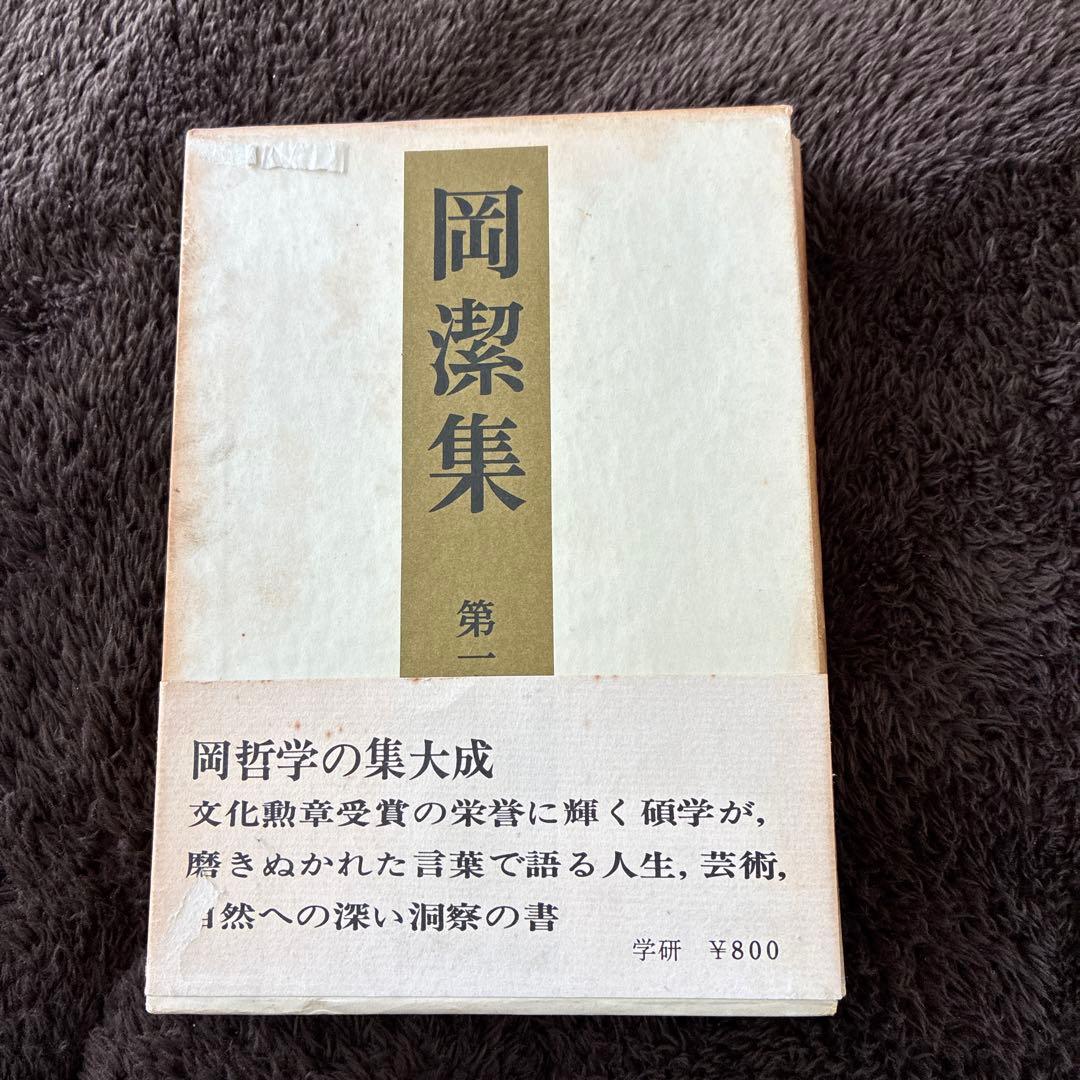 岡潔集
第一
岡哲学の集大成
文化勲章受賞の栄誉に輝く碩学が，
磨きぬかれた言葉で語る人生，芸術，
自然への深い洞察の書
学研 ￥800